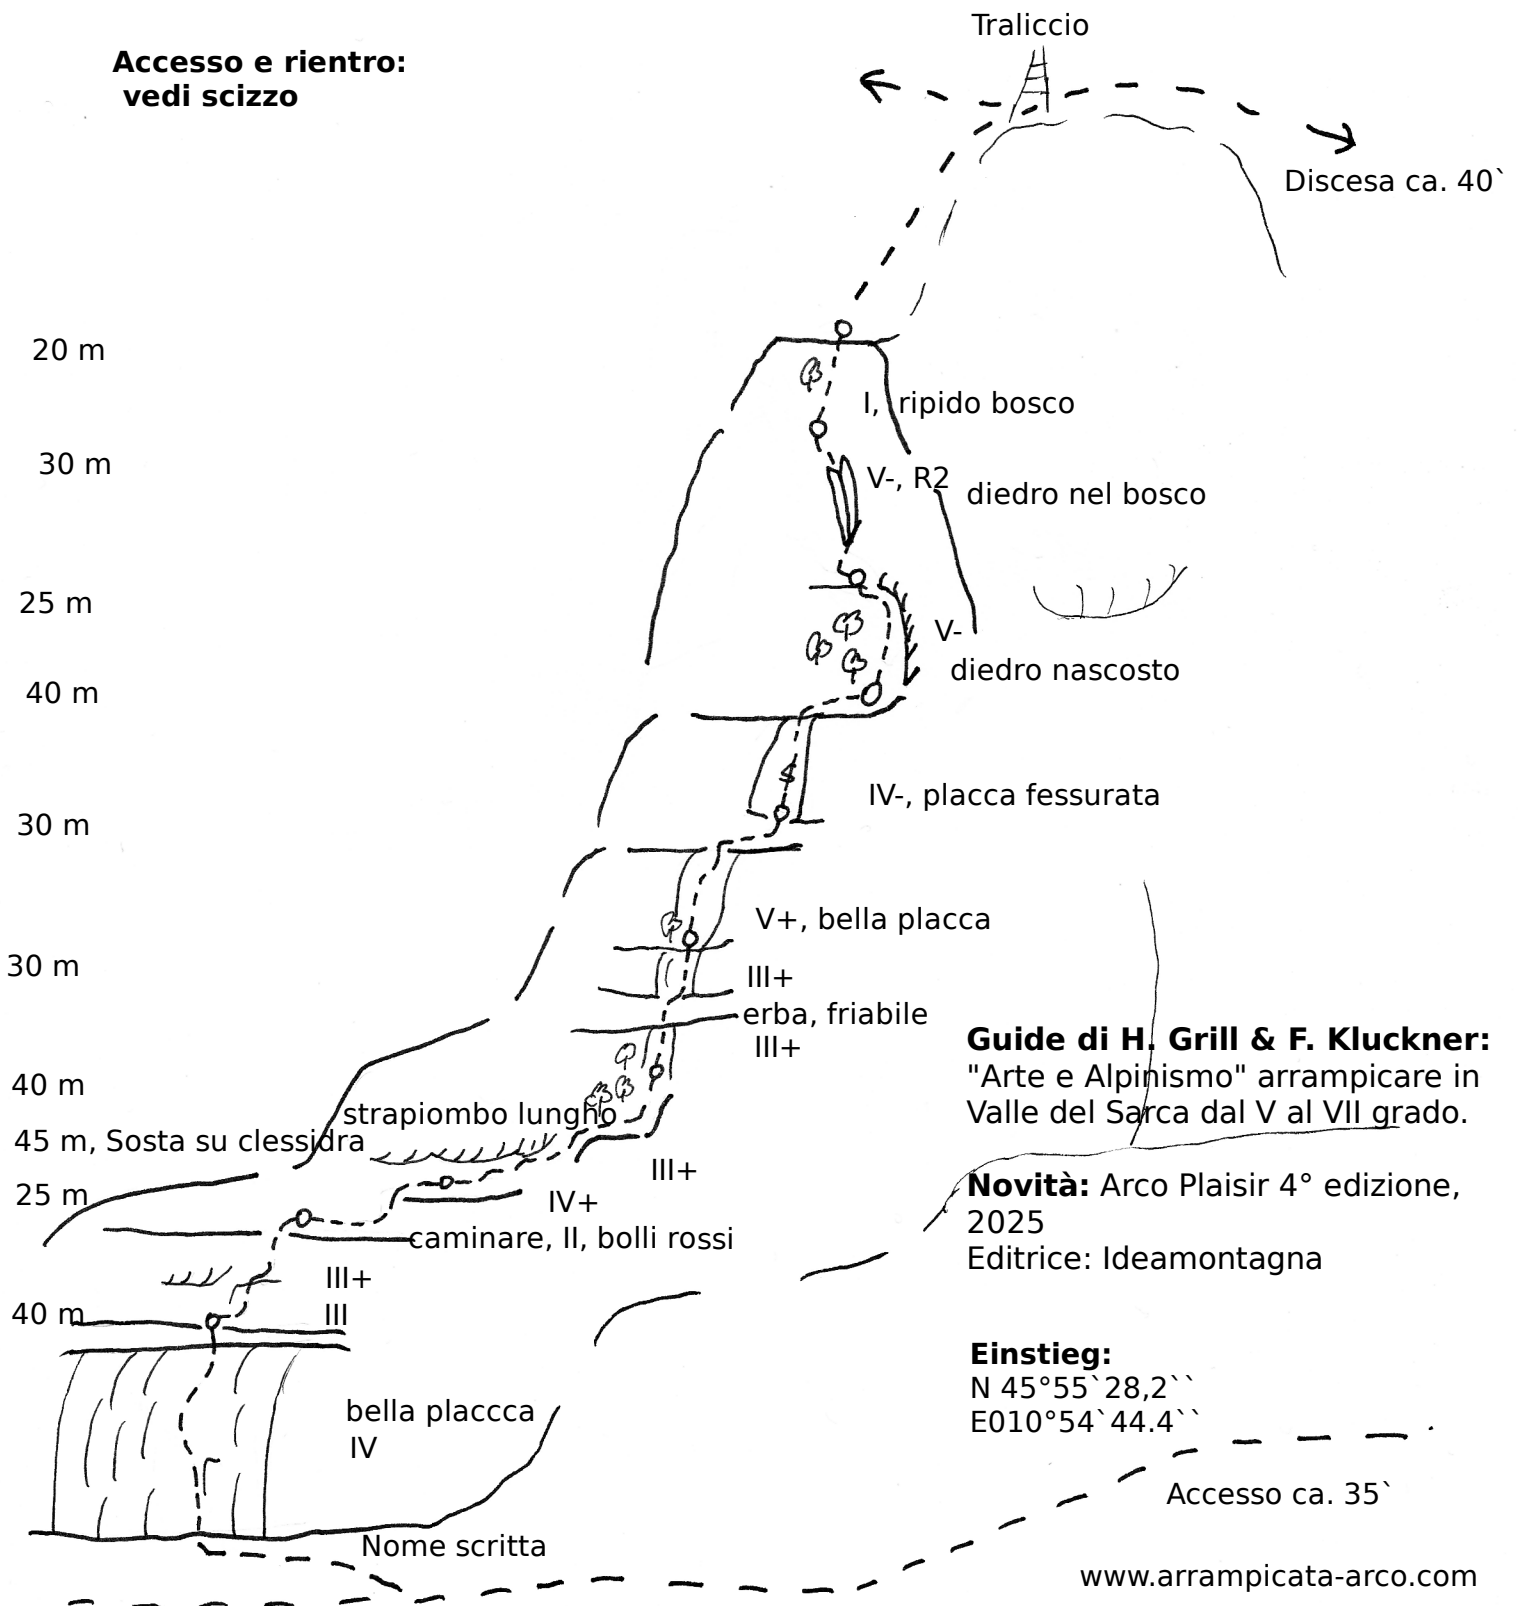 Traliccio
Accesso e rientro:
vedi scizzo
Discesa ca. 40`
20 m
I, ripido bosco
30 m
V-, R2
diedro nel bosco
25 m
V-
diedro nascosto
40 m
S
IV-, placca fessurata
30 m
V+, bella placca
30 m
III+
erba, friabile
III+
Guide di H. Grill & F. Kluckner:
"Arte e Alpinismo" arrampicare in
Valle del Sarca dal V al VII grado.
40 m
strapiombo lungho
45 m, Sosta su clessidra
III+
25 m
IV+
Novità: Arco Plaisir 4° edizione,
2025
Editrice: Ideamontagna
caminare, II, bolli rossi
III+
40 m
III
Einstieg:
N 45°55`28,2``
E010°54`44.4``
bella placcca
IV
Accesso ca. 35`
Nome scritta
www.arrampicata-arco.com